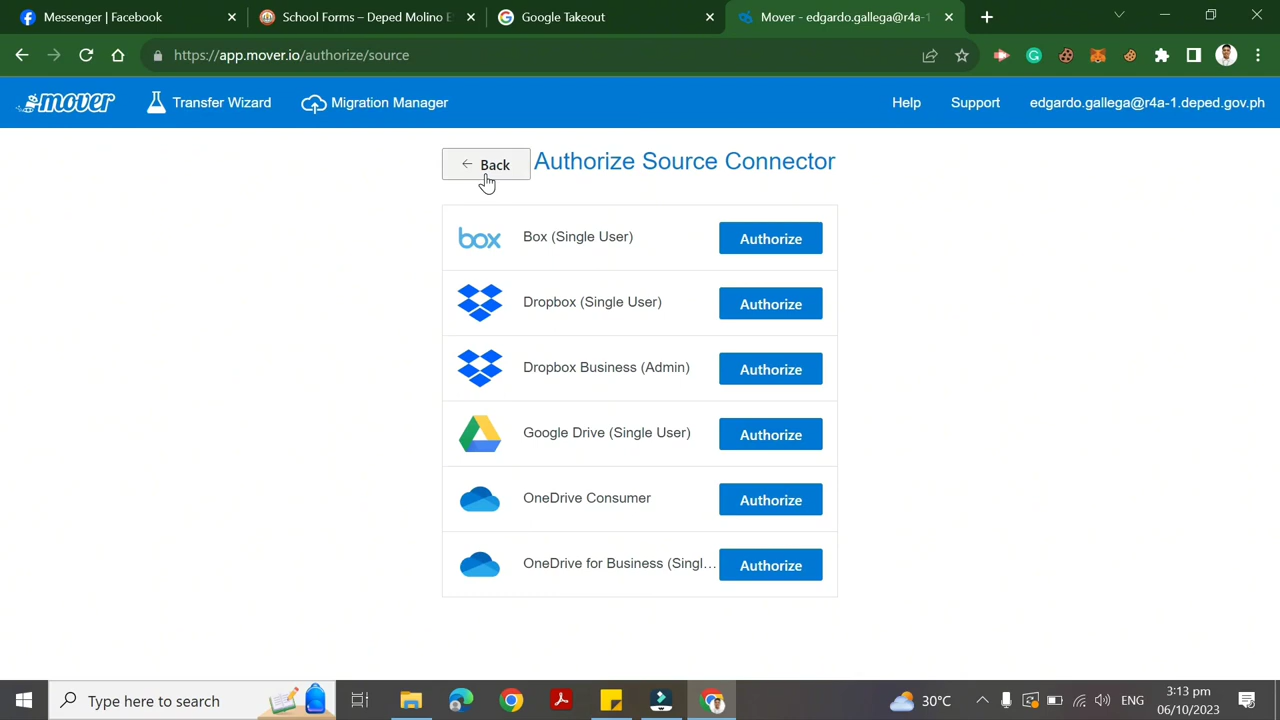 Messenger | Facebook
School Forms – Deped Molino E
Google Takeout
Mover - edgardo.gallega@r4a-1
https://app.mover.io/authorize/source
mover
Transfer Wizard
Migration Manager
Help
Support
edgardo.gallega@r4a-1.deped.gov.ph
← Back
Authorize Source Connector
box
Box (Single User)
Authorize
Dropbox (Single User)
Authorize
Dropbox Business (Admin)
Authorize
Google Drive (Single User)
Authorize
OneDrive Consumer
Authorize
OneDrive for Business (Singl...
Authorize
Type here to search
30°C
ENG
3:13 pm
06/10/2023